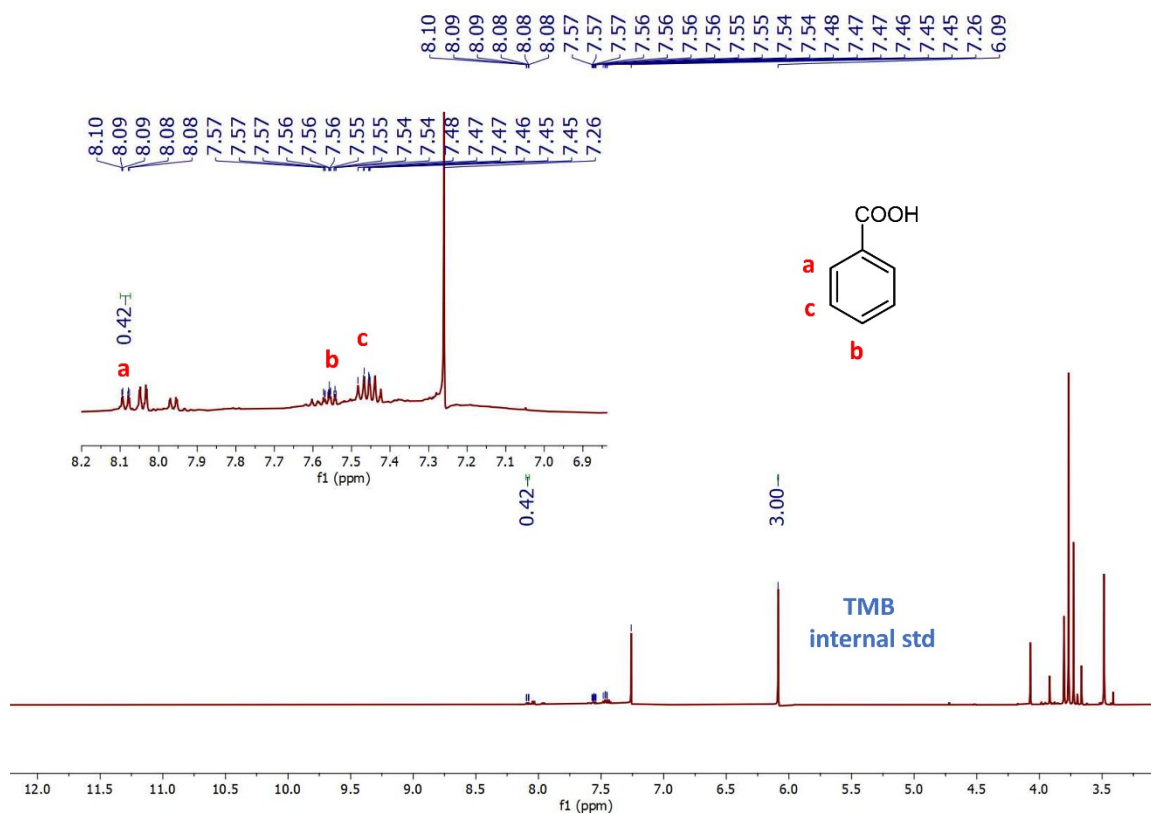 8.10 8.09 8.09 8.08 8.08 8.08 7.57 7.57 7.57 7.56 7.56 7.56 7.55 7.55 7.54 7.54 7.48 7.47 7.47 7.46 7.45 7.45 7.26 6.09
8.10 8.09 8.09 8.08 8.08 7.57 7.57 7.57 7.56 7.56 7.56 7.55 7.55 7.54 7.54 7.48 7.47 7.47 7.46 7.45 7.45 7.26
COOH
a
c
b
0.42
a
b
c
8.2 8.1 8.0 7.9 7.8 7.7 7.6 7.5 7.4 7.3 7.2 7.1 7.0 6.9
f1 (ppm)
0.42
3.00
TMB
internal std
12.0 11.5 11.0 10.5 10.0 9.5 9.0 8.5 8.0 7.5 7.0 6.5 6.0 5.5 5.0 4.5 4.0 3.5
f1 (ppm)